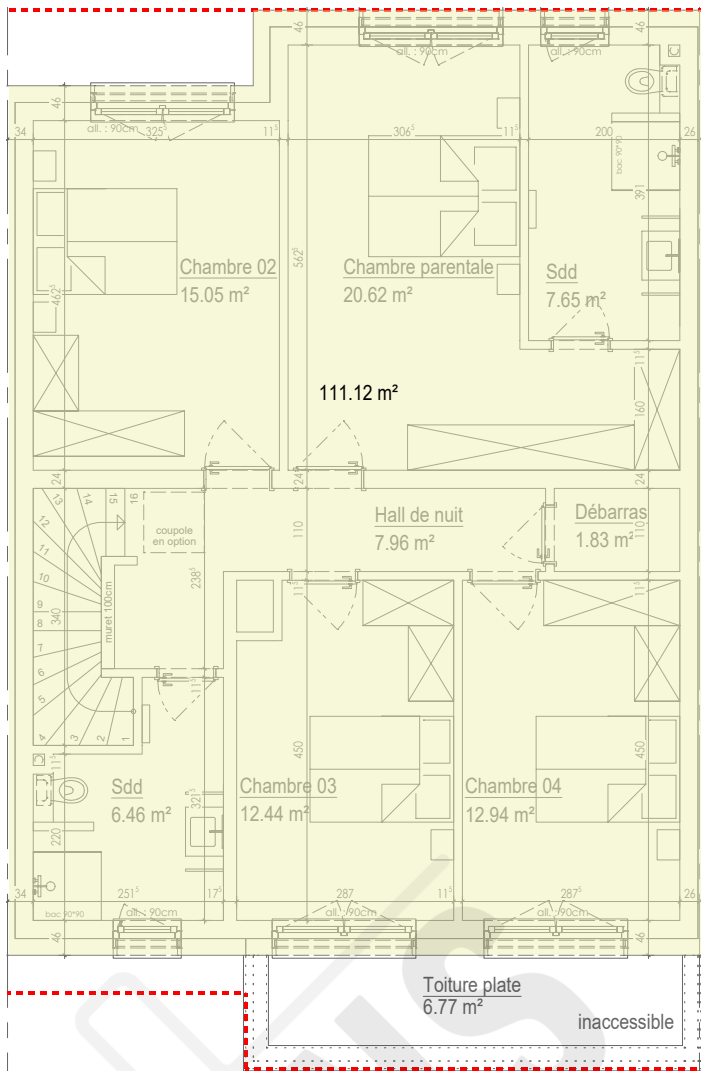 46
46
all. : 90cm
all. : 90cm
46
34
all. : 90cm
325⁵
11⁵
306⁵
11⁵
200
26
bac 90*90
391
562⁵
462⁵
Chambre 02
15.05 m²
Chambre parentale
20.62 m²
Sdd
7.65 m²
11⁵
160
111.12 m²
24
24
24
13
14
15
16
12
11
10
9
8
7
6
5
4
3
2
1
340
muret 100cm
coupole
en option
238⁵
110
Hall de nuit
7.96 m²
Débarras
1.83 m²
110
11⁵
11⁵
11⁵
11⁵
450
450
Sdd
6.46 m²
321⁵
220
Chambre 03
12.44 m²
Chambre 04
12.94 m²
34
251⁵
17⁵
287
11⁵
287⁵
26
bac 90*90
all. : 90cm
all. : 90cm
all. : 90cm
46
46
Toiture plate
6.77 m²
inaccessible